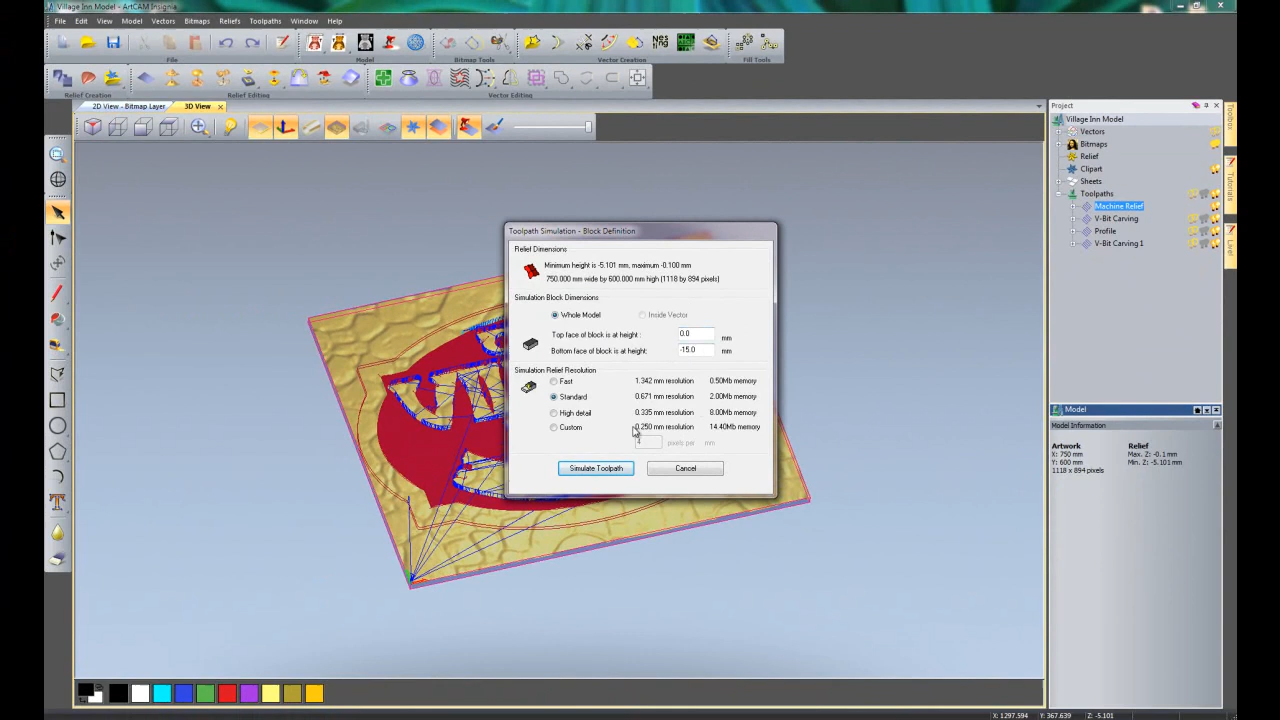 Village Inn Model - ArtCAM Insignia
File Edit View Model Vectors Bitmaps Reliefs Toolpaths Window Help
File Model Bitmap Tools Vector Creation Fill Tools
Relief Creation Relief Editing Vector Editing
2D View - Bitmap Layer 3D View
Project
Village Inn Model
Vectors
Bitmaps
Relief
Clipart
Sheets
Toolpaths
Machine Relief
V-Bit Carving
Profile
V-Bit Carving 1
Toolbox
Tutorials
Live!
Toolpath Simulation - Block Definition
Relief Dimensions
Minimum height is -5.101 mm, maximum -0.100 mm
750.000 mm wide by 600.000 mm high (1118 by 894 pixels)
Simulation Block Dimensions
Whole Model Inside Vector
Top face of block is at height : 0.0 mm
Bottom face of block is at height: -15.0 mm
Simulation Relief Resolution
Fast 1.342 mm resolution 0.50Mb memory
Standard 0.671 mm resolution 2.00Mb memory
High detail 0.335 mm resolution 8.00Mb memory
Custom 0.250 mm resolution 14.40Mb memory
4 pixels per mm
Simulate Toolpath Cancel
Model
Model Information
Artwork Relief
X: 750 mm Max. Z: -0.1 mm
Y: 600 mm Min. Z: -5.101 mm
1118 x 894 pixels
X: 1297.594 Y: 367.639 Z: -5.101